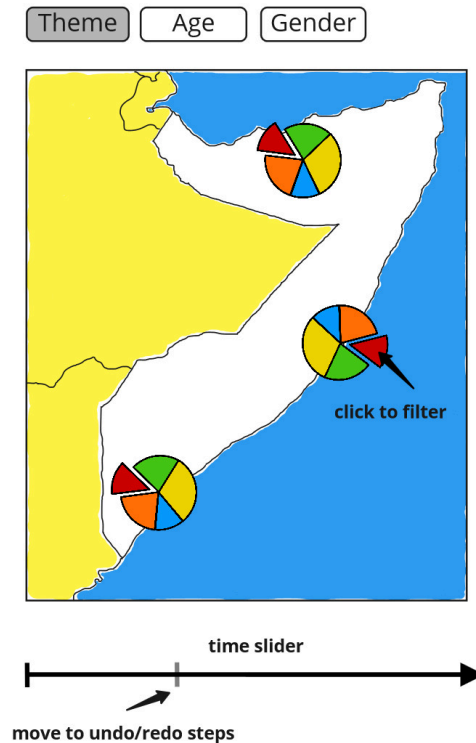 Theme
Age
Gender
click to filter
time slider
move to undo/redo steps